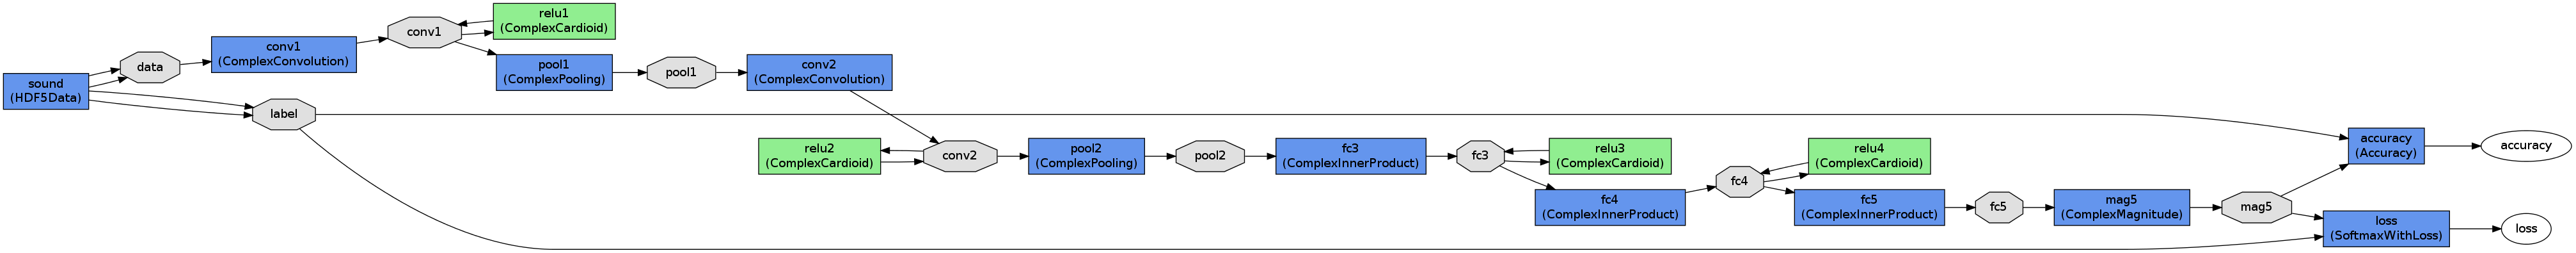 sound
(HDF5Data)
data
label
conv1
(ComplexConvolution)
conv1
relu1
(ComplexCardioid)
pool1
(ComplexPooling)
pool1
conv2
(ComplexConvolution)
relu2
(ComplexCardioid)
conv2
pool2
(ComplexPooling)
pool2
fc3
(ComplexInnerProduct)
fc3
relu3
(ComplexCardioid)
fc4
(ComplexInnerProduct)
fc4
relu4
(ComplexCardioid)
fc5
(ComplexInnerProduct)
fc5
mag5
(ComplexMagnitude)
mag5
accuracy
(Accuracy)
accuracy
loss
(SoftmaxWithLoss)
loss